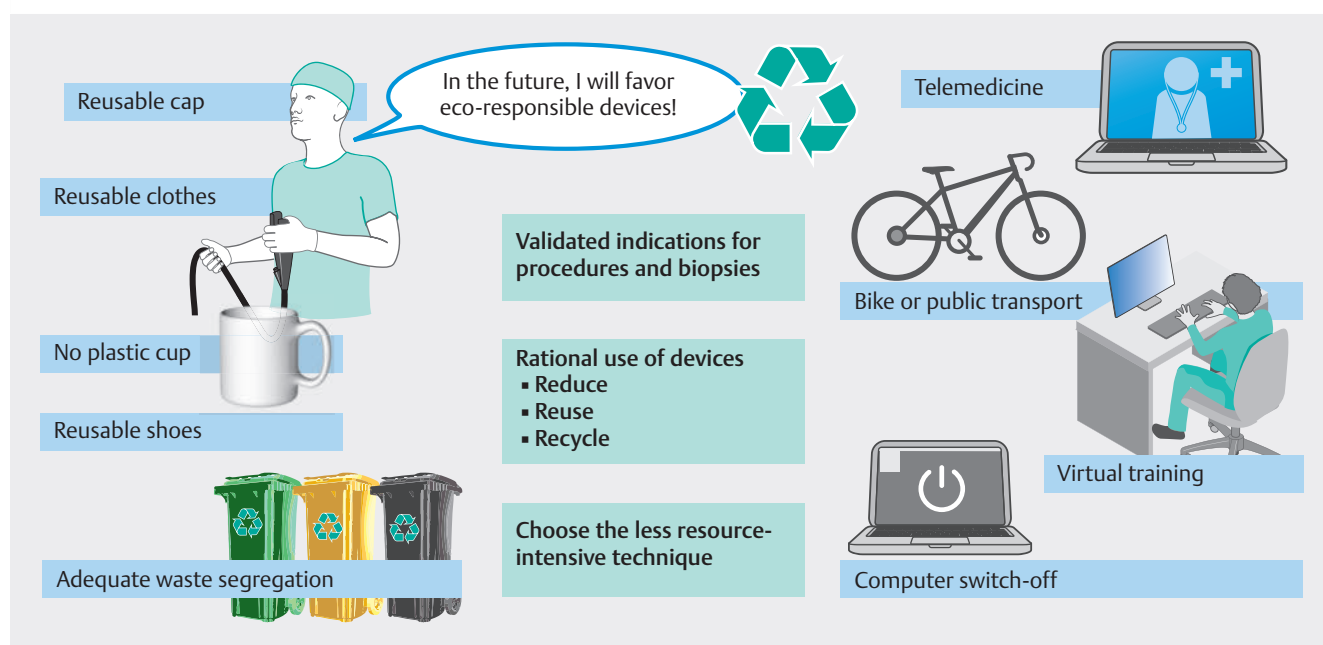 Reusable cap
Reusable clothes
No plastic cup
Reusable shoes
Adequate waste segregation
In the future, I will favor
eco-responsible devices!
Validated indications for
procedures and biopsies
Rational use of devices
▪ Reduce
▪ Reuse
▪ Recycle
Choose the less resource-
intensive technique
Telemedicine
Bike or public transport
Virtual training
Computer switch-off